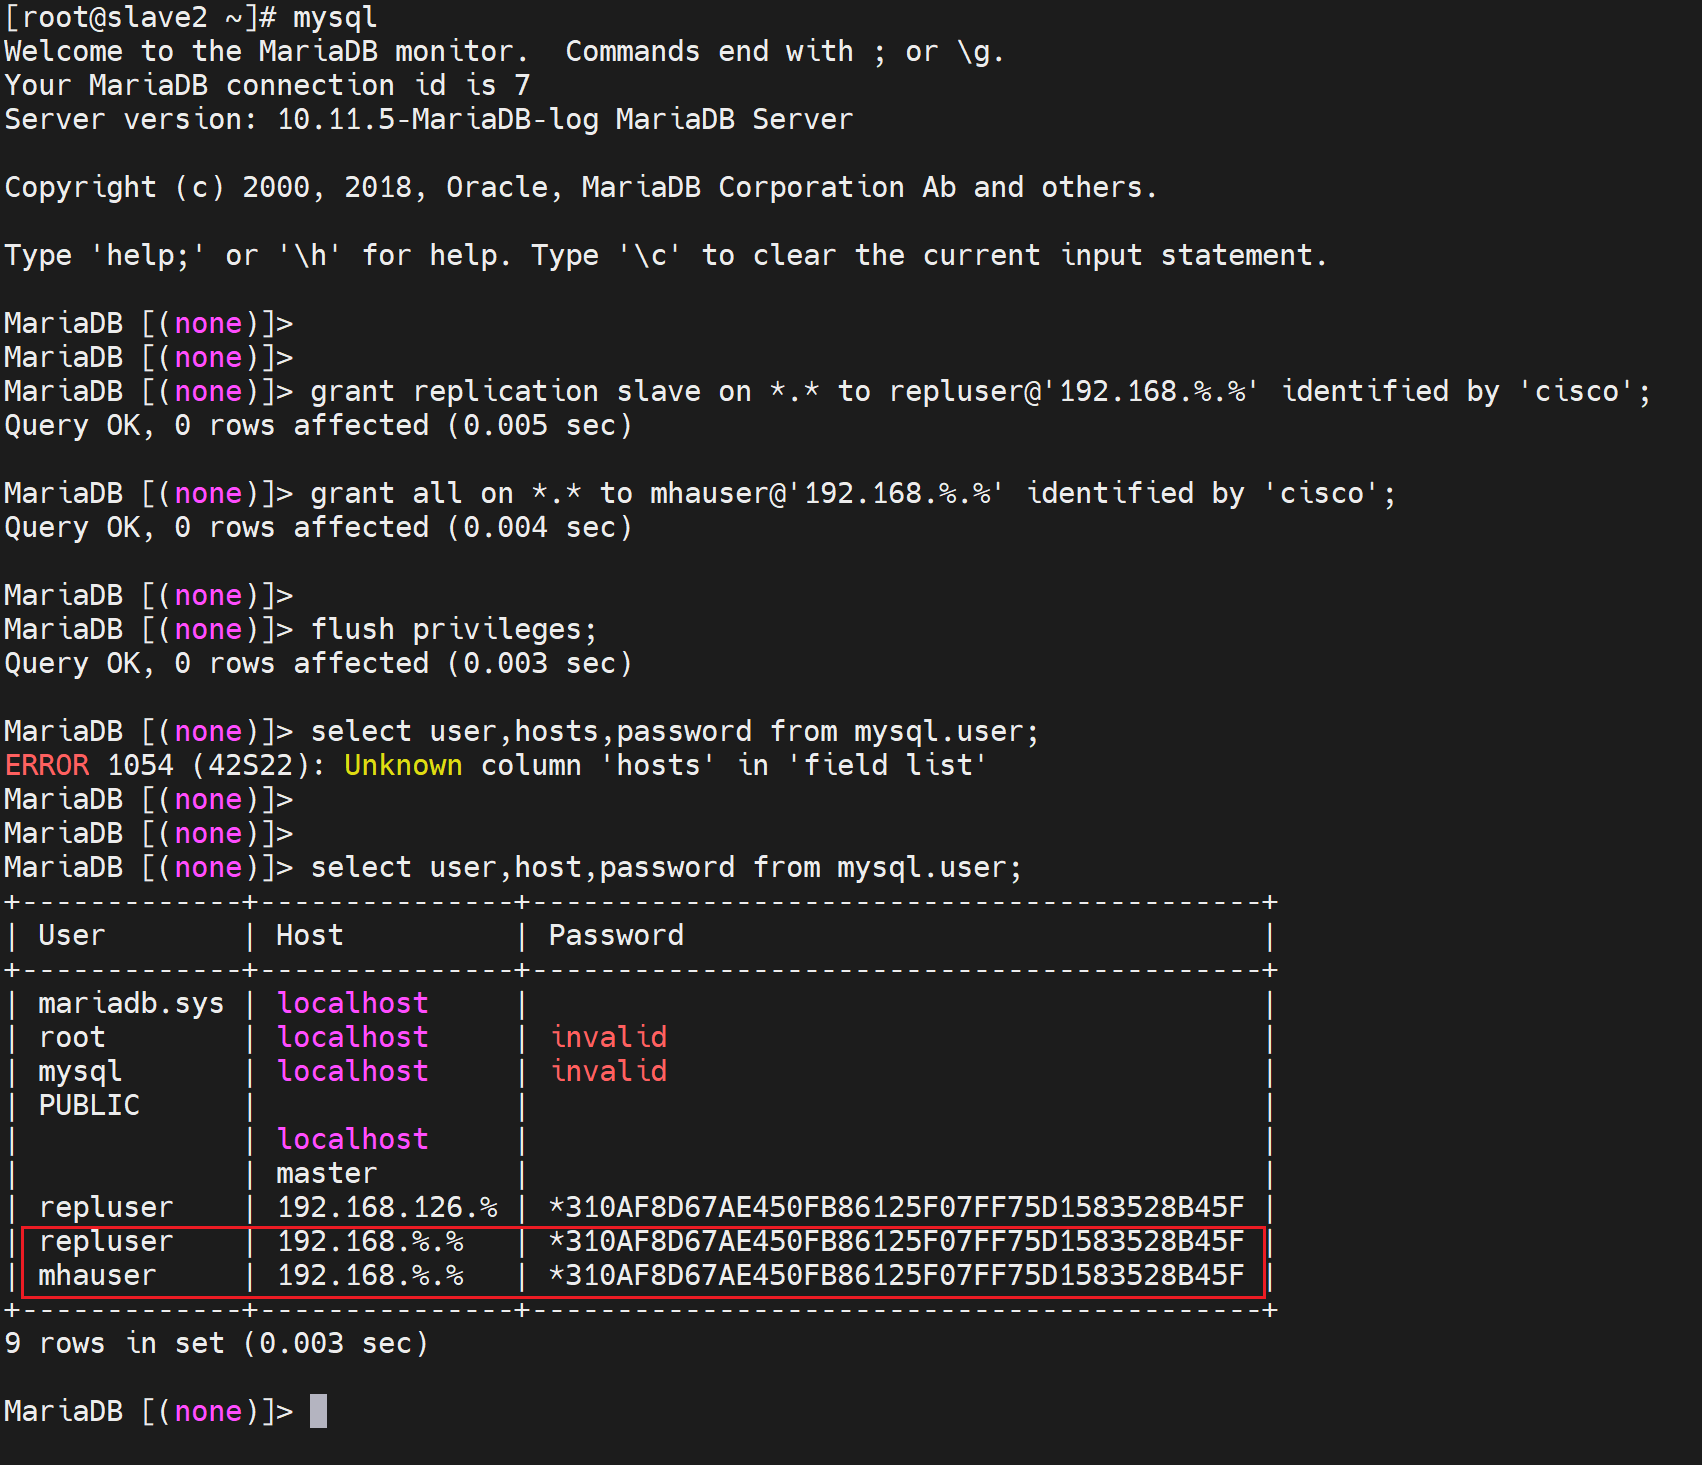 [root@slave2 ~]# mysql
Welcome to the MariaDB monitor.  Commands end with ; or \g.
Your MariaDB connection id is 7
Server version: 10.11.5-MariaDB-log MariaDB Server

Copyright (c) 2000, 2018, Oracle, MariaDB Corporation Ab and others.

Type 'help;' or '\h' for help. Type '\c' to clear the current input statement.

MariaDB [(none)]>
MariaDB [(none)]>
MariaDB [(none)]> grant replication slave on *.* to repluser@'192.168.%.%' identified by 'cisco';
Query OK, 0 rows affected (0.005 sec)

MariaDB [(none)]> grant all on *.* to mhauser@'192.168.%.%' identified by 'cisco';
Query OK, 0 rows affected (0.004 sec)

MariaDB [(none)]>
MariaDB [(none)]> flush privileges;
Query OK, 0 rows affected (0.003 sec)

MariaDB [(none)]> select user,hosts,password from mysql.user;
ERROR 1054 (42S22): Unknown column 'hosts' in 'field list'
MariaDB [(none)]>
MariaDB [(none)]>
MariaDB [(none)]> select user,host,password from mysql.user;
+-------------+---------------+-------------------------------------------+
| User        | Host          | Password                                  |
+-------------+---------------+-------------------------------------------+
| mariadb.sys | localhost     |                                           |
| root        | localhost     | invalid                                   |
| mysql       | localhost     | invalid                                   |
| PUBLIC      |               |                                           |
|             | localhost     |                                           |
|             | master        |                                           |
| repluser    | 192.168.126.% | *310AF8D67AE450FB86125F07FF75D1583528B45F |
| repluser    | 192.168.%.%   | *310AF8D67AE450FB86125F07FF75D1583528B45F |
| mhauser     | 192.168.%.%   | *310AF8D67AE450FB86125F07FF75D1583528B45F |
+-------------+---------------+-------------------------------------------+
9 rows in set (0.003 sec)

MariaDB [(none)]>